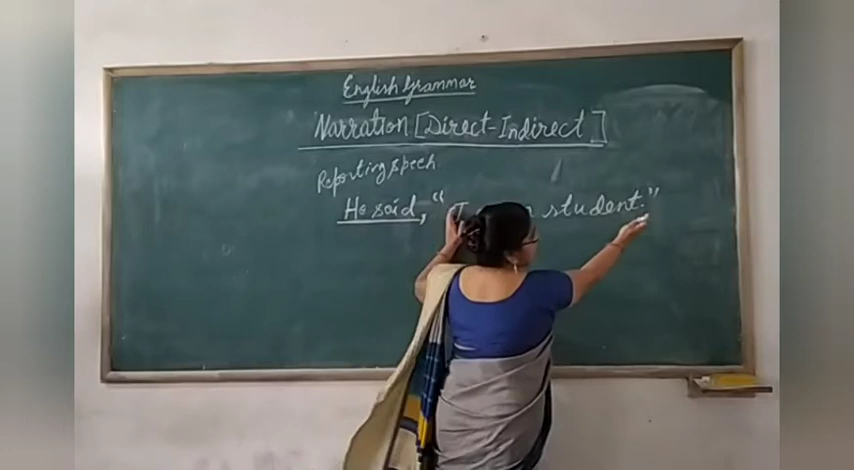 English Grammar
Narration [Direct-Indirect]
Reporting speech
He said, “I student.”